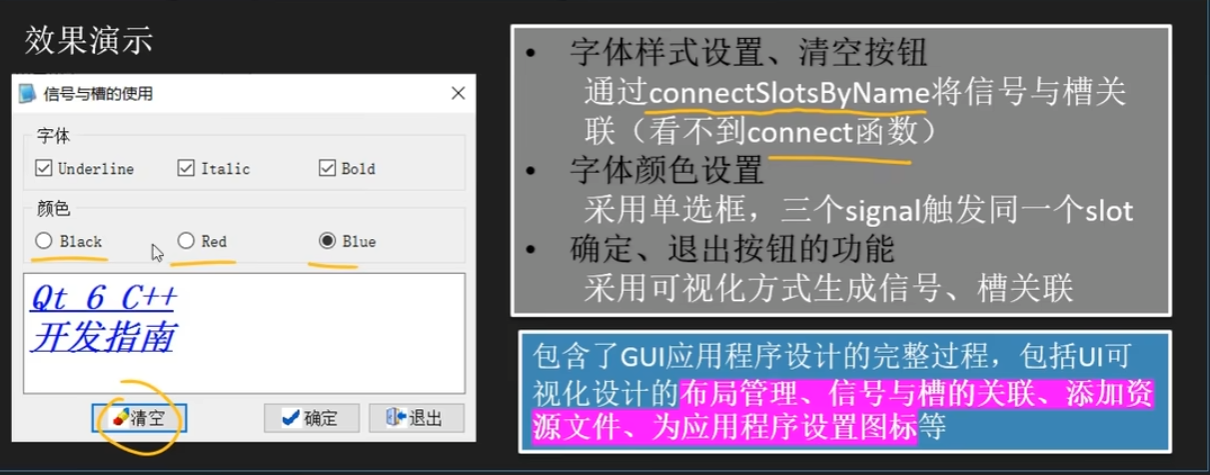 效果演示
信号与槽的使用
字体
Underline
Italic
Bold
颜色
Black
Red
Blue
Qt 6 C++
开发指南
清空
确定
退出
• 字体样式设置、清空按钮
通过connectSlotsByName将信号与槽关
联（看不到connect函数）
• 字体颜色设置
采用单选框，三个signal触发同一个slot
• 确定、退出按钮的功能
采用可视化方式生成信号、槽关联
包含了GUI应用程序设计的完整过程，包括UI可
视化设计的布局管理、信号与槽的关联、添加资
源文件、为应用程序设置图标等